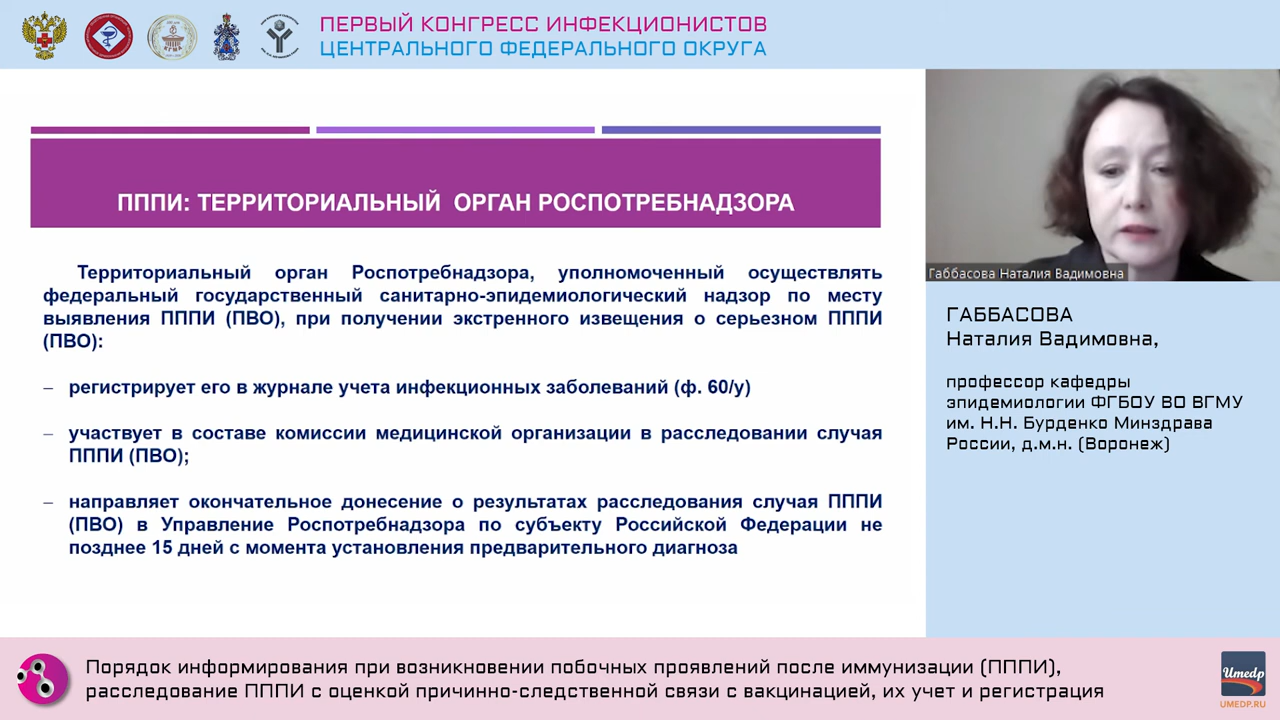 ПЕРВЫЙ КОНГРЕСС ИНФЕКЦИОНИСТОВ
ЦЕНТРАЛЬНОГО ФЕДЕРАЛЬНОГО ОКРУГА
ПППИ: ТЕРРИТОРИАЛЬНЫЙ ОРГАН РОСПОТРЕБНАДЗОРА
Территориальный орган Роспотребнадзора, уполномоченный осуществлять
федеральный государственный санитарно-эпидемиологический надзор по месту
выявления ПППИ (ПВО), при получении экстренного извещения о серьезном ПППИ
(ПВО):
– регистрирует его в журнале учета инфекционных заболеваний (ф. 60/у)
– участвует в составе комиссии медицинской организации в расследовании случая
ПППИ (ПВО);
– направляет окончательное донесение о результатах расследования случая ПППИ
(ПВО) в Управление Роспотребнадзора по субъекту Российской Федерации не
позднее 15 дней с момента установления предварительного диагноза
Габбасова Наталия Вадимовна
ГАББАСОВА
Наталия Вадимовна,
профессор кафедры
эпидемиологии ФГБОУ ВО ВГМУ
им. Н.Н. Бурденко Минздрава
России, д.м.н. (Воронеж)
Порядок информирования при возникновении побочных проявлений после иммунизации (ПППИ),
расследование ПППИ с оценкой причинно-следственной связи с вакцинацией, их учет и регистрация
Umedp
UMEDP.RU